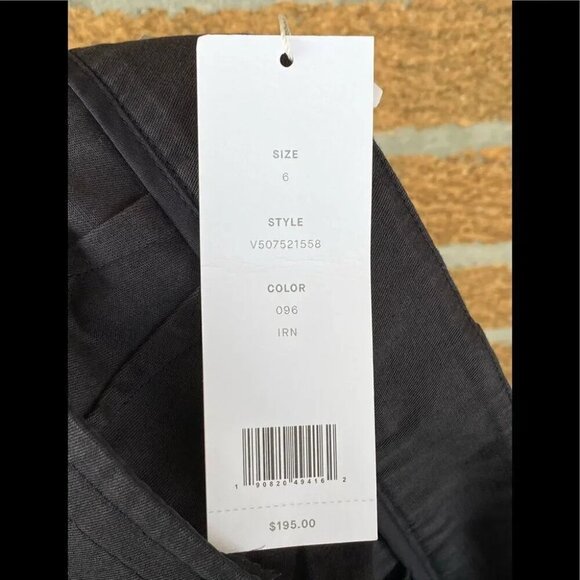 SIZE
6
STYLE
V507521558
COLOR
096
IRN
1 90820 49416 2
$195.00